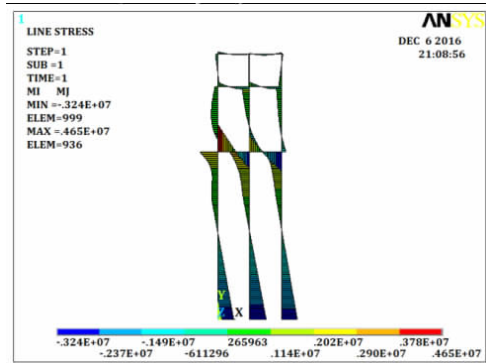 1
LINE STRESS
STEP=1
SUB =1
TIME=1
MI MJ
MIN =-.324E+07
ELEM=999
MAX =.465E+07
ELEM=936
ANSYS
DEC 6 2016
21:08:56
Y
Z X
-.324E+07 -.149E+07 265963 .202E+07 .378E+07
-.237E+07 -611296 .114E+07 .290E+07 .465E+07